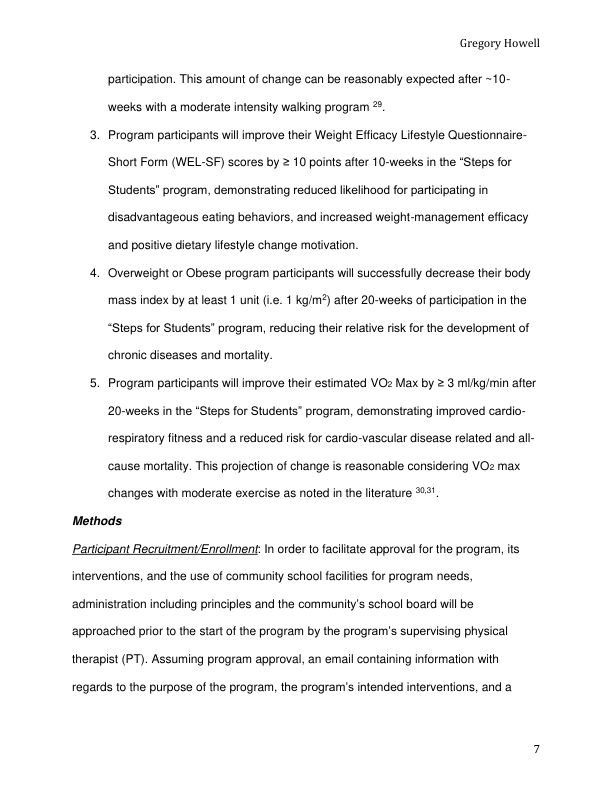 Gregory Howell
participation. This amount of change can be reasonably expected after ~10-
weeks with a moderate intensity walking program 29.
3. Program participants will improve their Weight Efficacy Lifestyle Questionnaire-
Short Form (WEL-SF) scores by ≥ 10 points after 10-weeks in the “Steps for
Students” program, demonstrating reduced likelihood for participating in
disadvantageous eating behaviors, and increased weight-management efficacy
and positive dietary lifestyle change motivation.
4. Overweight or Obese program participants will successfully decrease their body
mass index by at least 1 unit (i.e. 1 kg/m2) after 20-weeks of participation in the
“Steps for Students” program, reducing their relative risk for the development of
chronic diseases and mortality.
5. Program participants will improve their estimated VO2 Max by ≥ 3 ml/kg/min after
20-weeks in the “Steps for Students” program, demonstrating improved cardio-
respiratory fitness and a reduced risk for cardio-vascular disease related and all-
cause mortality. This projection of change is reasonable considering VO2 max
changes with moderate exercise as noted in the literature 30,31.
Methods
Participant Recruitment/Enrollment: In order to facilitate approval for the program, its
interventions, and the use of community school facilities for program needs,
administration including principles and the community’s school board will be
approached prior to the start of the program by the program’s supervising physical
therapist (PT). Assuming program approval, an email containing information with
regards to the purpose of the program, the program’s intended interventions, and a
7